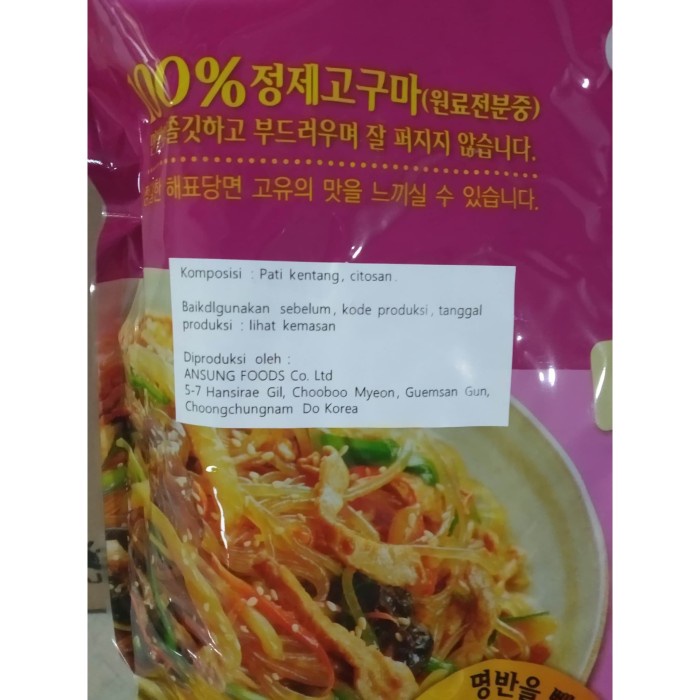 100% 정제고구마(원료전분중)
쫄깃하고 부드러우며 잘 퍼지지 않습니다.
해표당면 고유의 맛을 느끼실 수 있습니다.
Komposisi : Pati kentang, citosan.
Baikdlgunakan sebelum, kode produksi, tanggal
produksi : lihat kemasan
Diproduksi oleh :
ANSUNG FOODS Co. Ltd
5-7 Hansirae Gil, Chooboo Myeon, Guemsan Gun,
Choongchungnam Do Korea
명반을